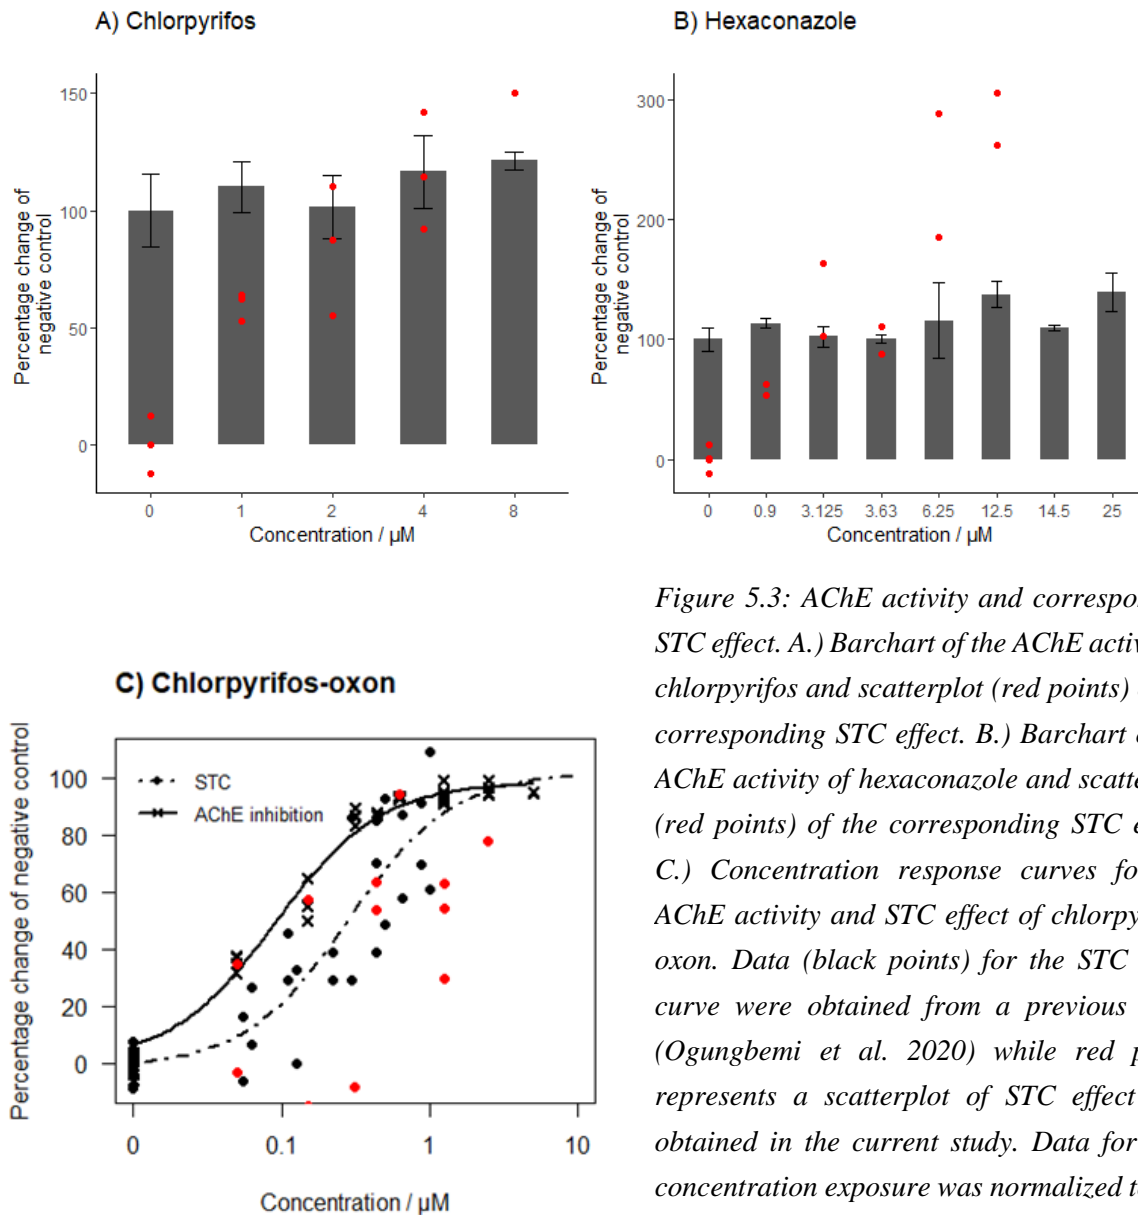 A) Chlorpyrifos
Percentage change of
negative control
150
100
50
0
0 1 2 4 8
Concentration / µM
B) Hexaconazole
Percentage change of
negative control
300
200
100
0
0 0.9 3.125 3.63 6.25 12.5 14.5 25
Concentration / µM
C) Chlorpyrifos-oxon
Percentage change of negative control
100
80
60
40
20
0
STC
AChE inhibition
0 0.1 1 10
Concentration / µM
Figure 5.3: AChE activity and correspo
STC effect. A.) Barchart of the AChE activ
chlorpyrifos and scatterplot (red points)
corresponding STC effect. B.) Barchart
AChE activity of hexaconazole and scatte
(red points) of the corresponding STC e
C.) Concentration response curves fo
AChE activity and STC effect of chlorpy
oxon. Data (black points) for the STC
curve were obtained from a previous
(Ogungbemi et al. 2020) while red p
represents a scatterplot of STC effect
obtained in the current study. Data for
concentration exposure was normalized t